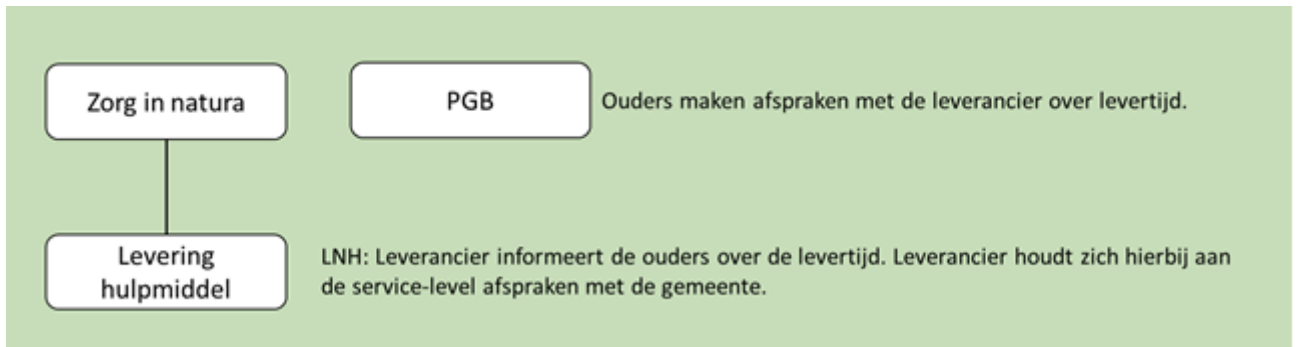 Zorg in natura
PGB
Ouders maken afspraken met de leverancier over levertijd.
Levering
hulpmiddel
LNH: Leverancier informeert de ouders over de levertijd. Leverancier houdt zich hierbij aan
de service-level afspraken met de gemeente.